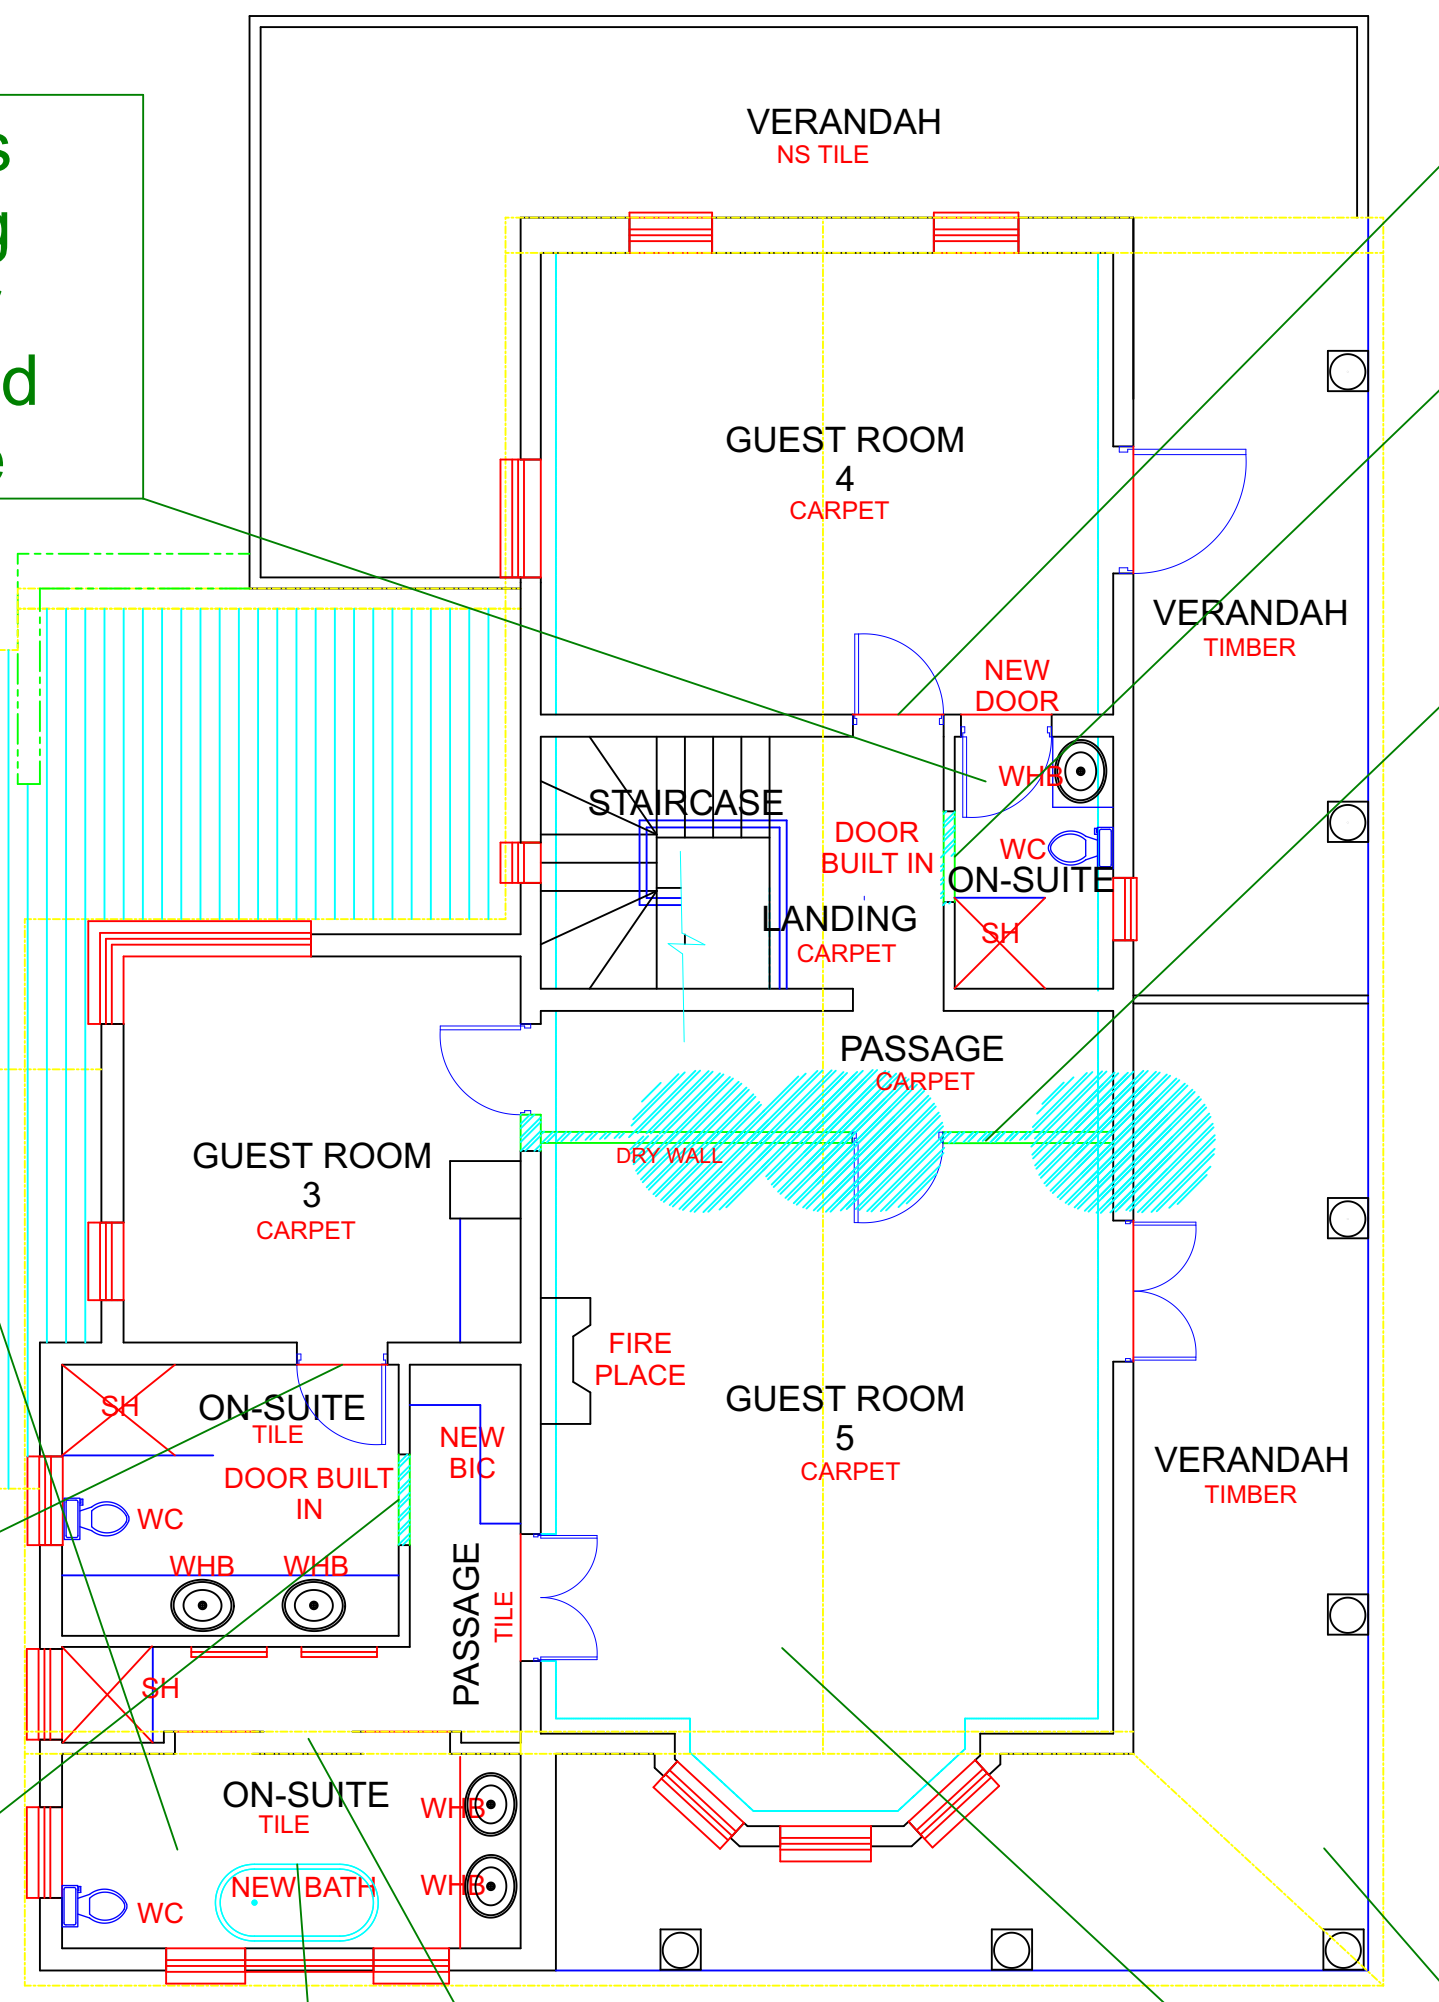 s
g
d
e
VERANDAH
NS TILE
GUEST ROOM
4
CARPET
VERANDAH
TIMBER
NEW
DOOR
WHB
STAIRCASE
DOOR
BUILT IN
WC
ON-SUITE
LANDING
CARPET
SH
PASSAGE
CARPET
GUEST ROOM
3
CARPET
DRY WALL
FIRE
PLACE
GUEST ROOM
5
CARPET
SH
ON-SUITE
TILE
NEW
BIC
DOOR BUILT
IN
WC
WHB WHB
PASSAGE
TILE
VERANDAH
TIMBER
SH
ON-SUITE
TILE
WHB
NEW BATH
WHB
WC